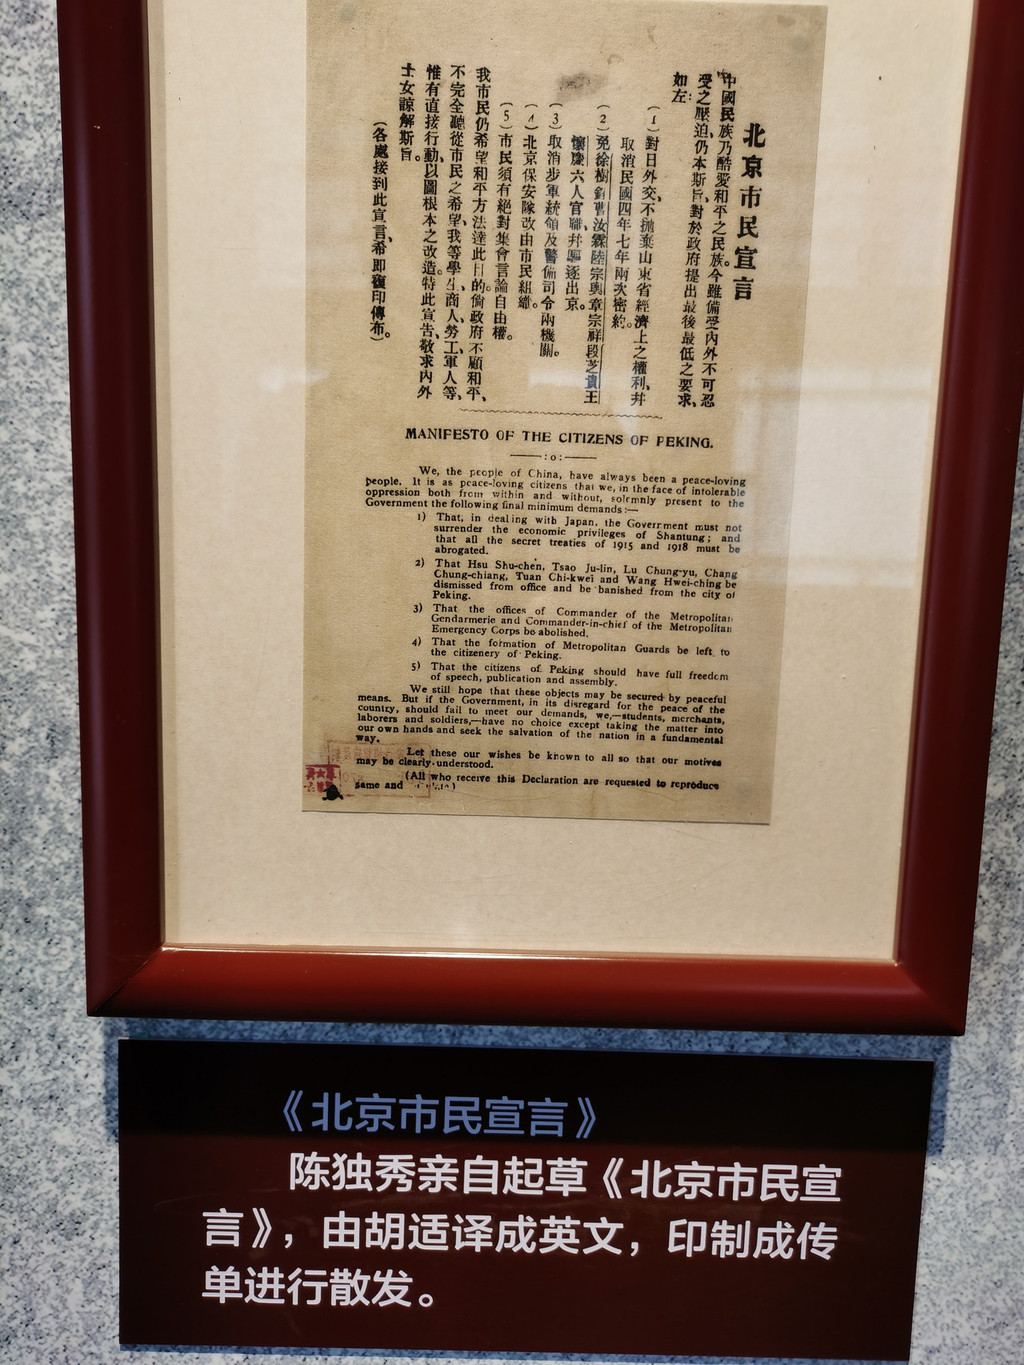 北京市民宣言
中國民族乃酷愛和平之民族。今雖備受內外不可忍
受之壓迫、仍本斯旨、對於政府提出最後最低之要求、
如左:
(1)對日外交、不抛棄山東省經濟上之權利、幷
取消民國四年七年兩次密約。
(2)免徐樹錚曹汝霖陸宗輿章宗祥段芝貴王
懷慶六人官職、幷驅逐出京。
(3)取消步軍統領及警備司令兩機關。
(4)北京保安隊改由市民組織。
(5)市民須有絕對集會言論自由權。
我市民仍希望和平方法達此目的。倘政府不顧和平、
不完全聽從市民之希望、我等學生、商人、勞工、軍人等、
惟有直接行動、以圖根本之改造。特此宣告、敬求內外
士女諒解斯旨。
(各處接到此宣言、希即複印傳布)
MANIFESTO OF THE CITIZENS OF PEKING.
:o:
We, the people of China, have always been a peace-loving
people. It is as peace-loving citizens that we, in the face of intolerable
oppression both from within and without, solemnly present to the
Government the following final minimum demands:—
1) That, in dealing with Japan, the Government must not
surrender the economic privileges of Shantung; and
that all the secret treaties of 1915 and 1918 must be
abrogated.
2) That Hsu Shu-chen, Tsao Ju-lin, Lu Chung-yu, Chang
Chung-chiang, Tuan Chi-kwei and Wang Hwei-ching be
dismissed from office and be banished from the city of
Peking.
3) That the offices of Commander of the Metropolitan
Gendarmerie and Commander-in-chief of the Metropolitan
Emergency Corps be abolished.
4) That the formation of Metropolitan Guards be left to
the citizenery of Peking.
5) That the citizens of Peking should have full freedom
of speech, publication and assembly.
We still hope that these objects may be secured by peaceful
means. But if the Government, in its disregard for the peace of the
country, should fail to meet our demands, we,—students, merchants,
laborers and soldiers,—have no choice except taking the matter into
our own hands and seek the salvation of the nation in a fundamental
way.
Let these our wishes be known to all so that our motives
may be clearly understood.
(All who receive this Declaration are requested to reproduce
same and
《北京市民宣言》
陈独秀亲自起草《北京市民宣
言》，由胡适译成英文，印制成传
单进行散发。